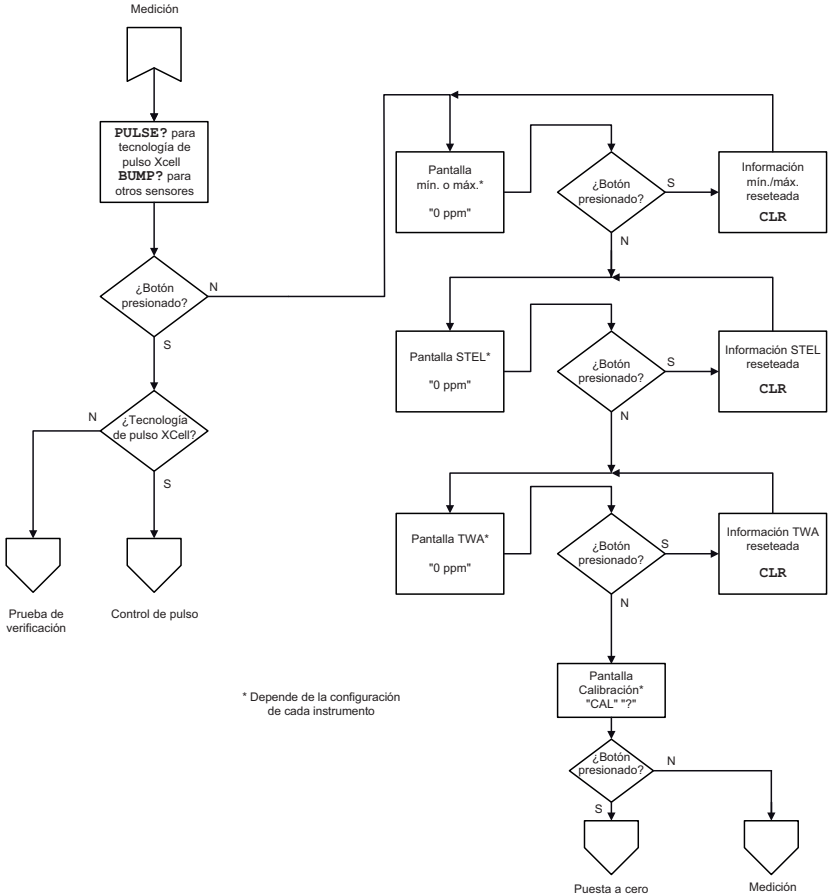 Medición
PULSE? para
tecnología de
pulso Xcell
BUMP? para
otros sensores
¿Botón
presionado?
N
S
¿Tecnología
de pulso XCell?
N
S
Prueba de
verificación
Control de pulso
Pantalla
mín. o máx.*
"0 ppm"
¿Botón
presionado?
S
N
Información
mín./máx.
reseteada
CLR
Pantalla STEL*
"0 ppm"
¿Botón
presionado?
S
N
Información STEL
reseteada
CLR
Pantalla TWA*
"0 ppm"
¿Botón
presionado?
S
N
Información TWA
reseteada
CLR
Pantalla
Calibración*
"CAL" "?"
¿Botón
presionado?
N
S
Puesta a cero
Medición
* Depende de la configuración
de cada instrumento